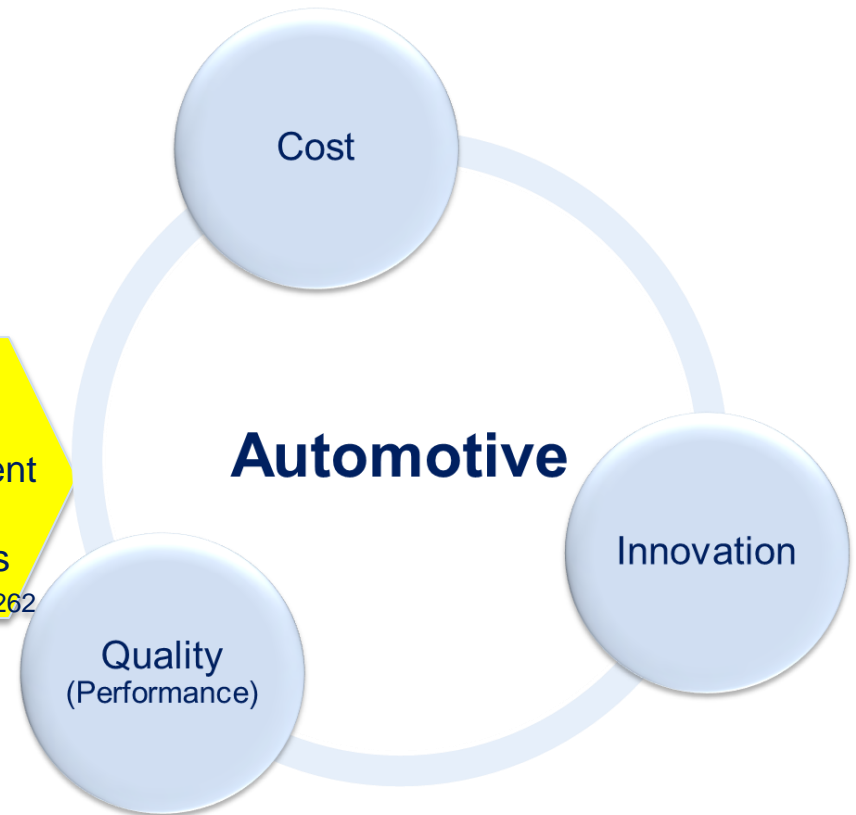 Cost
Automotive
ent
s
262
Innovation
Quality
(Performance)